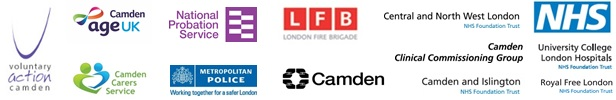 voluntary
action
camden
Camden
ageUK
Camden
Carers
Service
National
Probation
Service
METROPOLITAN
POLICE
Working together for a safer London
LFB
LONDON FIRE BRIGADE
Camden
Central and North West London
NHS Foundation Trust
Camden
Clinical Commissioning Group
Camden and Islington
NHS Foundation Trust
NHS
University College
London Hospitals
NHS Foundation Trust
Royal Free London
NHS Foundation Trust